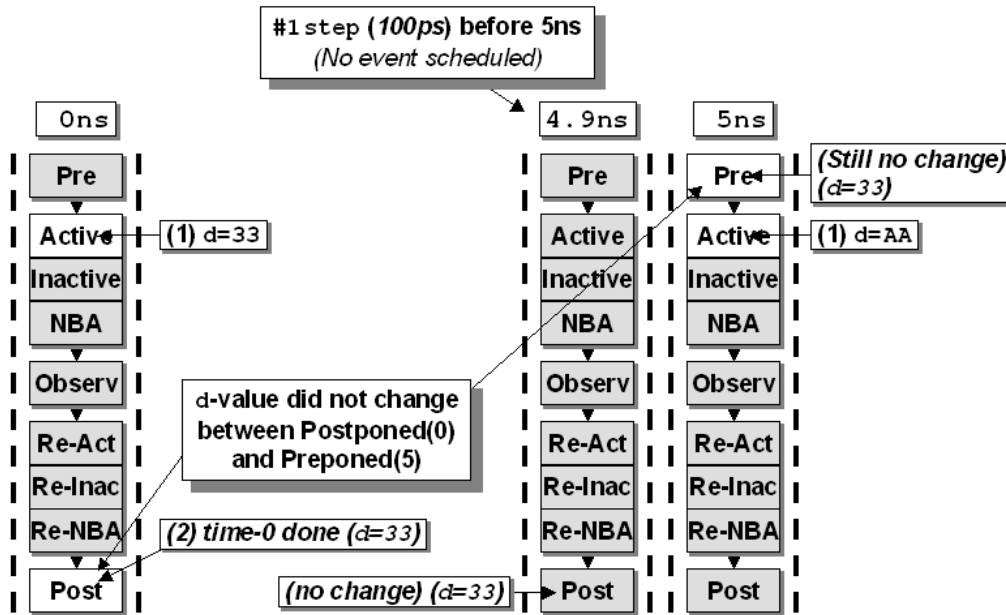 #1step (100ps) before 5ns
(No event scheduled)
0ns
4.9ns
5ns
Pre
Active
(1) d=33
Inactive
NBA
Observ
Re-Act
Re-Inac
Re-NBA
Post
(2) time-0 done (d=33)
d-value did not change
between Postponed(0)
and Preponed(5)
Pre
Active
Inactive
NBA
Observ
Re-Act
Re-Inac
Re-NBA
Post
(no change) (d=33)
Pre
(Still no change)
(d=33)
Active
(1) d=AA
Inactive
NBA
Observ
Re-Act
Re-Inac
Re-NBA
Post